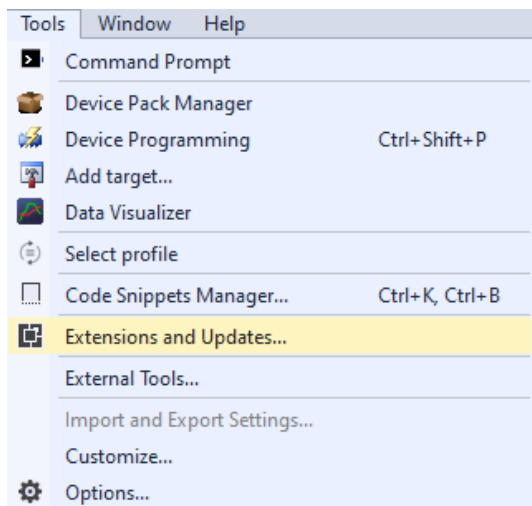 Tools Window Help
Command Prompt
Device Pack Manager
Device Programming Ctrl+Shift+P
Add target...
Data Visualizer
Select profile
Code Snippets Manager... Ctrl+K, Ctrl+B
Extensions and Updates...
External Tools...
Import and Export Settings...
Customize...
Options...